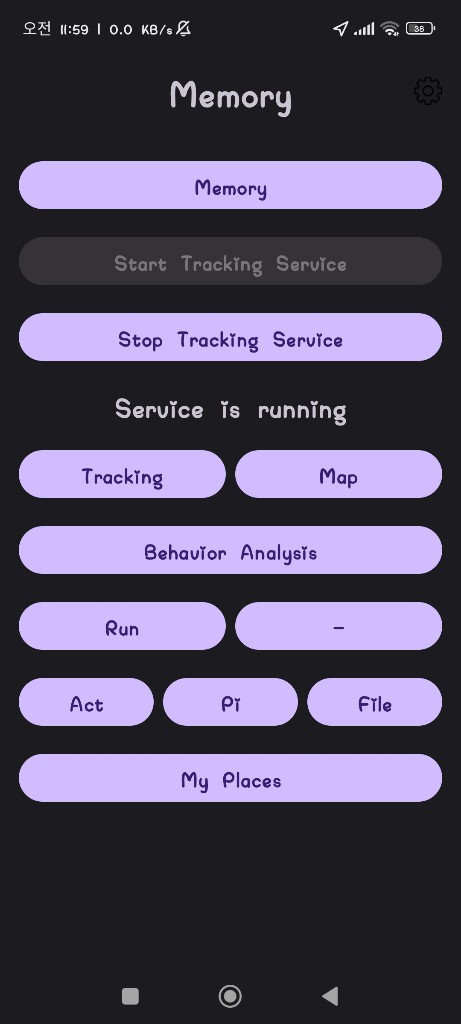 오전 11:59 | 0.0 KB/s
38
Memory
Memory
Start Tracking Service
Stop Tracking Service
Service is running
Tracking Map
Behavior Analysis
Run -
Act Pi File
My Places